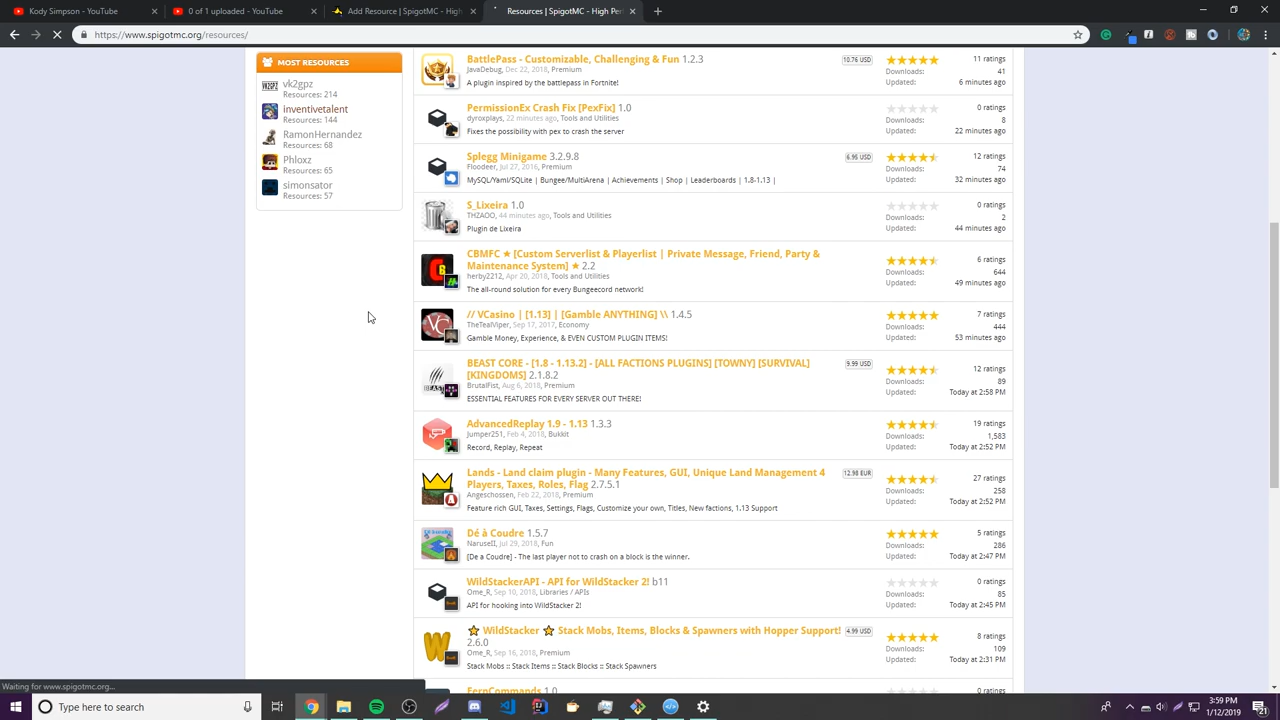 Kody Simpson - YouTube
0 of 1 uploaded - YouTube
Add Resource | SpigotMC - High
Resources | SpigotMC - High Per
https://www.spigotmc.org/resources/
MOST RESOURCES
vk2gpz
Resources: 214
inventivetalent
Resources: 144
RamonHernandez
Resources: 68
Phloxz
Resources: 65
simonsator
Resources: 57
BattlePass - Customizable, Challenging & Fun 1.2.3
JavaDebug, Dec 22, 2018, Premium
A plugin inspired by the battlepass in Fortnite!
10.76 USD
11 ratings
Downloads: 41
Updated: 6 minutes ago
PermissionEx Crash Fix [PexFix] 1.0
dyroxplays, 22 minutes ago, Tools and Utilities
Fixes the possibility with pex to crash the server
0 ratings
Downloads: 8
Updated: 22 minutes ago
Splegg Minigame 3.2.9.8
Floodeer, Jul 27, 2016, Premium
MySQL/Yaml/SQLite | Bungee/MultiArena | Achievements | Shop | Leaderboards | 1.8-1.13 |
6.95 USD
12 ratings
Downloads: 74
Updated: 32 minutes ago
S_Lixeira 1.0
THZAOO, 44 minutes ago, Tools and Utilities
Plugin de Lixeira
0 ratings
Downloads: 2
Updated: 44 minutes ago
CBMFC ★ [Custom Serverlist & Playerlist | Private Message, Friend, Party &
Maintenance System] ★ 2.2
herby2212, Apr 20, 2018, Tools and Utilities
The all-round solution for every Bungeecord network!
6 ratings
Downloads: 644
Updated: 49 minutes ago
// VCasino | [1.13] | [Gamble ANYTHING] \\ 1.4.5
TheTealViper, Sep 17, 2017, Economy
Gamble Money, Experience, & EVEN CUSTOM PLUGIN ITEMS!
7 ratings
Downloads: 444
Updated: 53 minutes ago
BEAST CORE - [1.8 - 1.13.2] - [ALL FACTIONS PLUGINS] [TOWNY] [SURVIVAL]
[KINGDOMS] 2.1.8.2
BrutalFist, Aug 6, 2018, Premium
ESSENTIAL FEATURES FOR EVERY SERVER OUT THERE!
9.99 USD
12 ratings
Downloads: 89
Updated: Today at 2:58 PM
AdvancedReplay 1.9 - 1.13 1.3.3
Jumper251, Feb 4, 2018, Bukkit
Record, Replay, Repeat
19 ratings
Downloads: 1,583
Updated: Today at 2:52 PM
Lands - Land claim plugin - Many Features, GUI, Unique Land Management 4
Players, Taxes, Roles, Flag 2.7.5.1
Angeschossen, Feb 22, 2018, Premium
Feature rich GUI, Taxes, Settings, Flags, Customize your own, Titles, New factions, 1.13 Support
12.98 EUR
27 ratings
Downloads: 258
Updated: Today at 2:52 PM
Dé à Coudre 1.5.7
NaruseII, Jul 29, 2018, Fun
[De a Coudre] - The last player not to crash on a block is the winner.
5 ratings
Downloads: 286
Updated: Today at 2:47 PM
WildStackerAPI - API for WildStacker 2! b11
Ome_R, Sep 10, 2018, Libraries / APIs
API for hooking into WildStacker 2!
0 ratings
Downloads: 85
Updated: Today at 2:45 PM
⭐ WildStacker ⭐ Stack Mobs, Items, Blocks & Spawners with Hopper Support!
2.6.0
Ome_R, Sep 16, 2018, Premium
Stack Mobs :: Stack Items :: Stack Blocks :: Stack Spawners
4.99 USD
8 ratings
Downloads: 109
Updated: Today at 2:31 PM
FernCommands 1.0
0 ratings
Waiting for www.spigotmc.org...
Type here to search
3:59 PM
1/12/2019